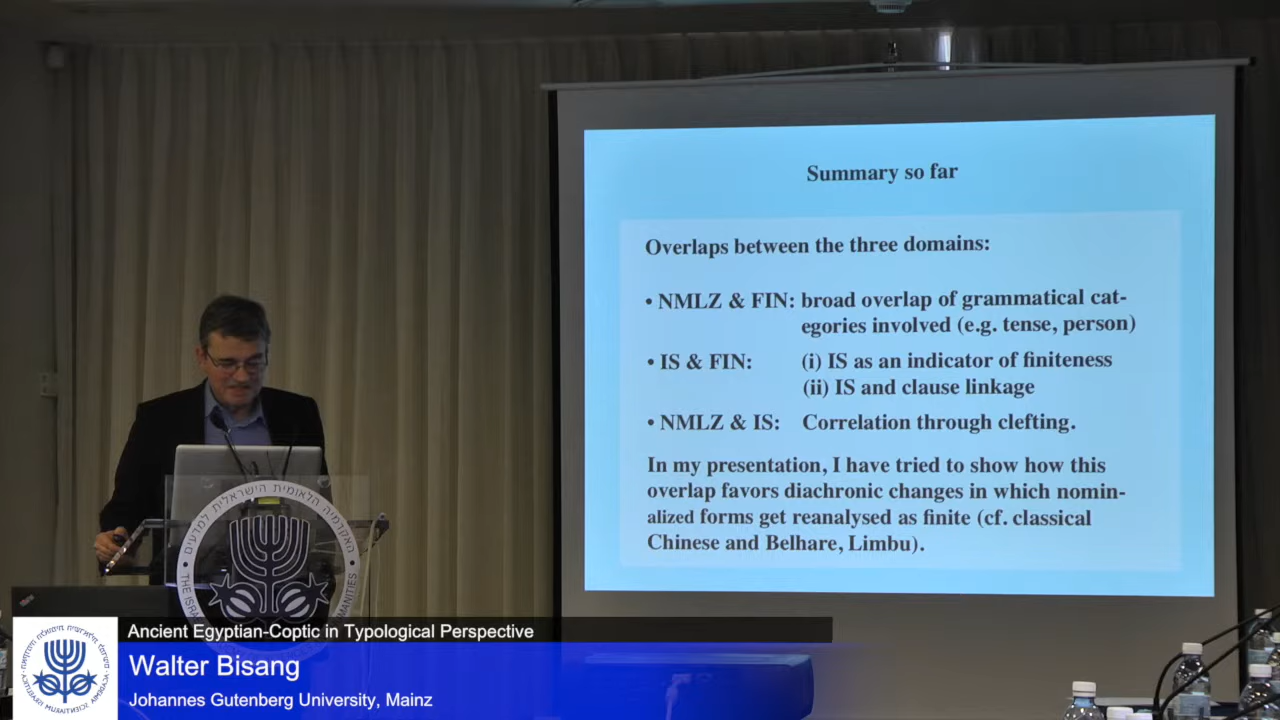 Summary so far
Overlaps between the three domains:
• NMLZ & FIN: broad overlap of grammatical cat-
egories involved (e.g. tense, person)
• IS & FIN: (i) IS as an indicator of finiteness
(ii) IS and clause linkage
• NMLZ & IS: Correlation through clefting.
In my presentation, I have tried to show how this
overlap favors diachronic changes in which nomin-
alized forms get reanalysed as finite (cf. classical
Chinese and Belhare, Limbu).
האקדמיה הלאומית הישראלית למדעים
Ancient Egyptian-Coptic in Typological Perspective
Walter Bisang
Johannes Gutenberg University, Mainz